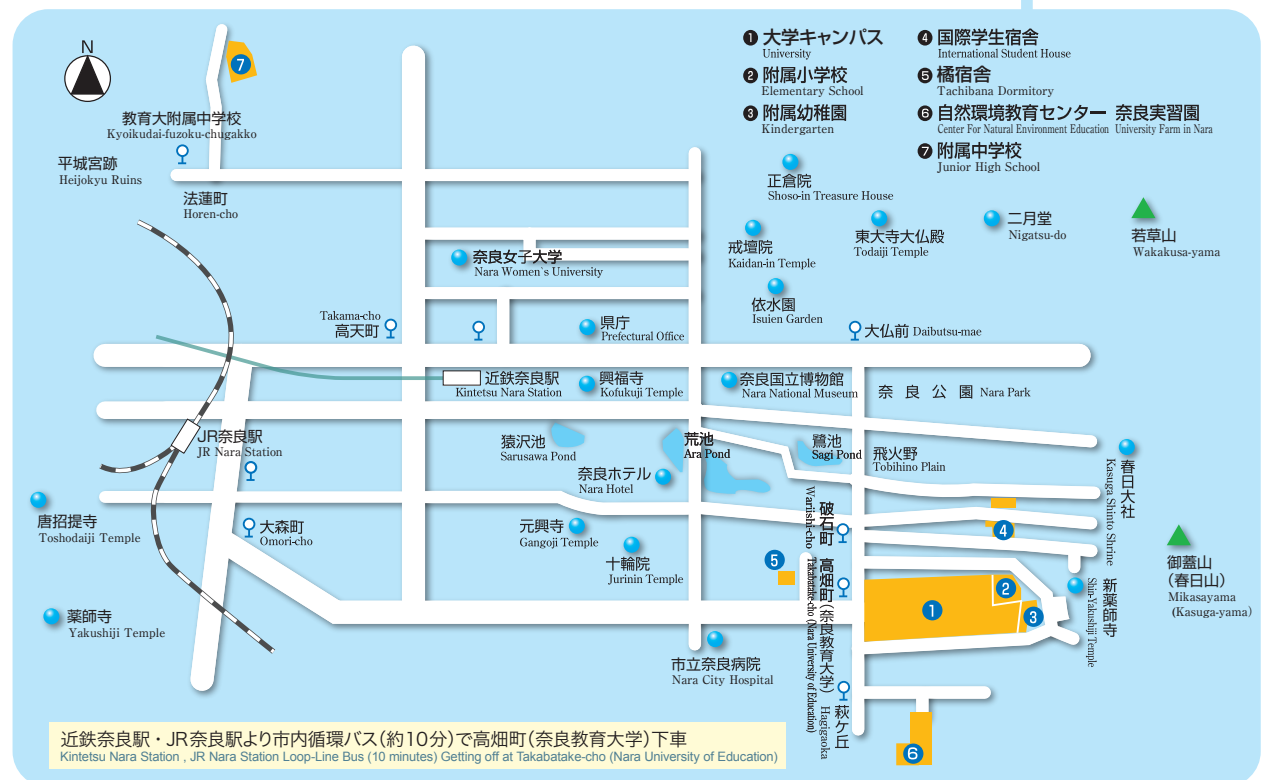 N
❼
教育大附属中学校
Kyoikudai-fuzoku-chugakko
平城宮跡
Heijokyu Ruins
法蓮町
Horen-cho
❶ 大学キャンパス
University
❷ 附属小学校
Elementary School
❸ 附属幼稚園
Kindergarten
❹ 国際学生宿舎
International Student House
❺ 橘宿舎
Tachibana Dormitory
❻ 自然環境教育センター 奈良実習園
Center For Natural Environment Education University Farm in Nara
❼ 附属中学校
Junior High School
正倉院
Shoso-in Treasure House
戒壇院
Kaidan-in Temple
東大寺大仏殿
Todaiji Temple
二月堂
Nigatsu-do
若草山
Wakakusa-yama
奈良女子大学
Nara Women`s University
依水園
Isuien Garden
Takama-cho
高天町
県庁
Prefectural Office
大仏前 Daibutsu-mae
近鉄奈良駅
Kintetsu Nara Station
興福寺
Kofukuji Temple
奈良国立博物館
Nara National Museum
奈良公園 Nara Park
JR奈良駅
JR Nara Station
猿沢池
Sarusawa Pond
荒池
Ara Pond
鷺池
Sagi Pond
飛火野
Tobihino Plain
奈良ホテル
Nara Hotel
春日大社
Kasuga Shinto Shrine
唐招提寺
Toshodaiji Temple
大森町
Omori-cho
元興寺
Gangoji Temple
十輪院
Jurinin Temple
破石町
Wariishi-cho
❹
御蓋山
(春日山)
Mikasayama
(Kasuga-yama)
❺
高畑町(奈良教育大学)
Takabatake-cho (Nara University of Education)
❶
❷
❸
新薬師寺
Shin-Yakushiji Temple
薬師寺
Yakushiji Temple
市立奈良病院
Nara City Hospital
萩ケ丘
Hagigaoka
❻
近鉄奈良駅・JR奈良駅より市内循環バス(約10分)で高畑町(奈良教育大学)下車
Kintetsu Nara Station , JR Nara Station Loop-Line Bus (10 minutes) Getting off at Takabatake-cho (Nara University of Education)